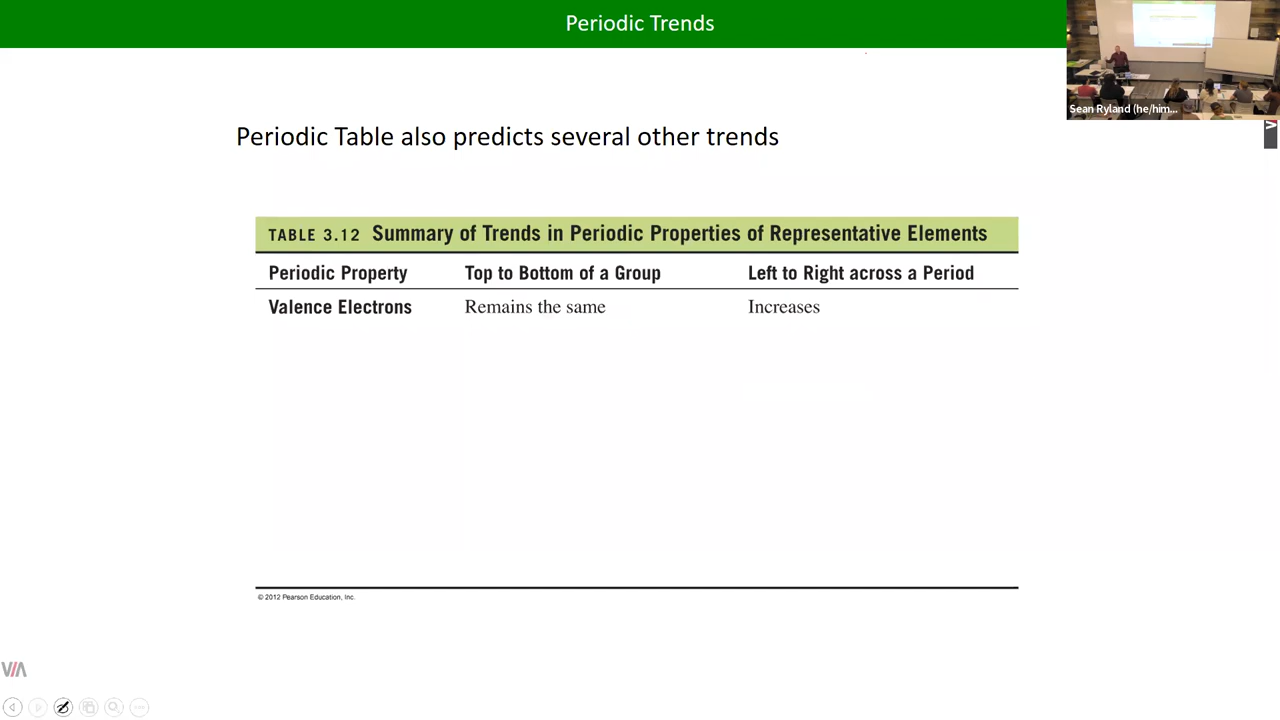 Periodic Trends
Sean Ryland (he/him...
Periodic Table also predicts several other trends
TABLE 3.12 Summary of Trends in Periodic Properties of Representative Elements
Periodic Property Top to Bottom of a Group Left to Right across a Period
Valence Electrons Remains the same Increases
© 2012 Pearson Education, Inc.
VIA